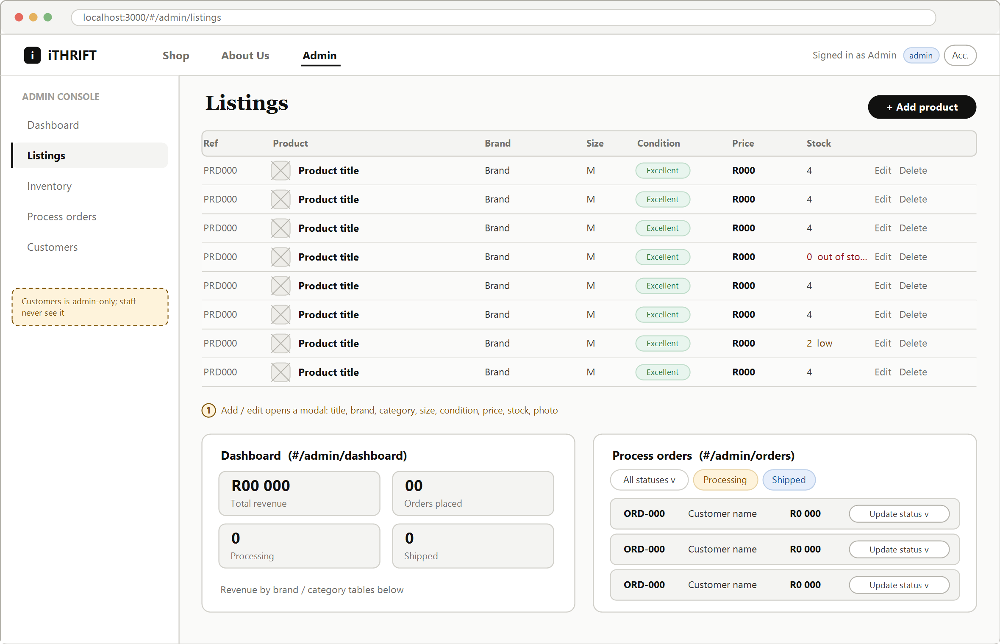 localhost:3000/#/admin/listings
i iTHRIFT Shop About Us Admin Signed in as Admin admin Acc.
ADMIN CONSOLE
Dashboard
Listings
Inventory
Process orders
Customers
Customers is admin-only; staff
never see it
Listings
+ Add product
Ref Product Brand Size Condition Price Stock
PRD000 Product title Brand M Excellent R000 4 Edit Delete
PRD000 Product title Brand M Excellent R000 4 Edit Delete
PRD000 Product title Brand M Excellent R000 4 Edit Delete
PRD000 Product title Brand M Excellent R000 0 out of sto... Edit Delete
PRD000 Product title Brand M Excellent R000 4 Edit Delete
PRD000 Product title Brand M Excellent R000 4 Edit Delete
PRD000 Product title Brand M Excellent R000 2 low Edit Delete
PRD000 Product title Brand M Excellent R000 4 Edit Delete
1 Add / edit opens a modal: title, brand, category, size, condition, price, stock, photo
Dashboard (#/admin/dashboard)
R00 000
Total revenue
00
Orders placed
0
Processing
0
Shipped
Revenue by brand / category tables below
Process orders (#/admin/orders)
All statuses v Processing Shipped
ORD-000 Customer name R0 000 Update status v
ORD-000 Customer name R0 000 Update status v
ORD-000 Customer name R0 000 Update status v